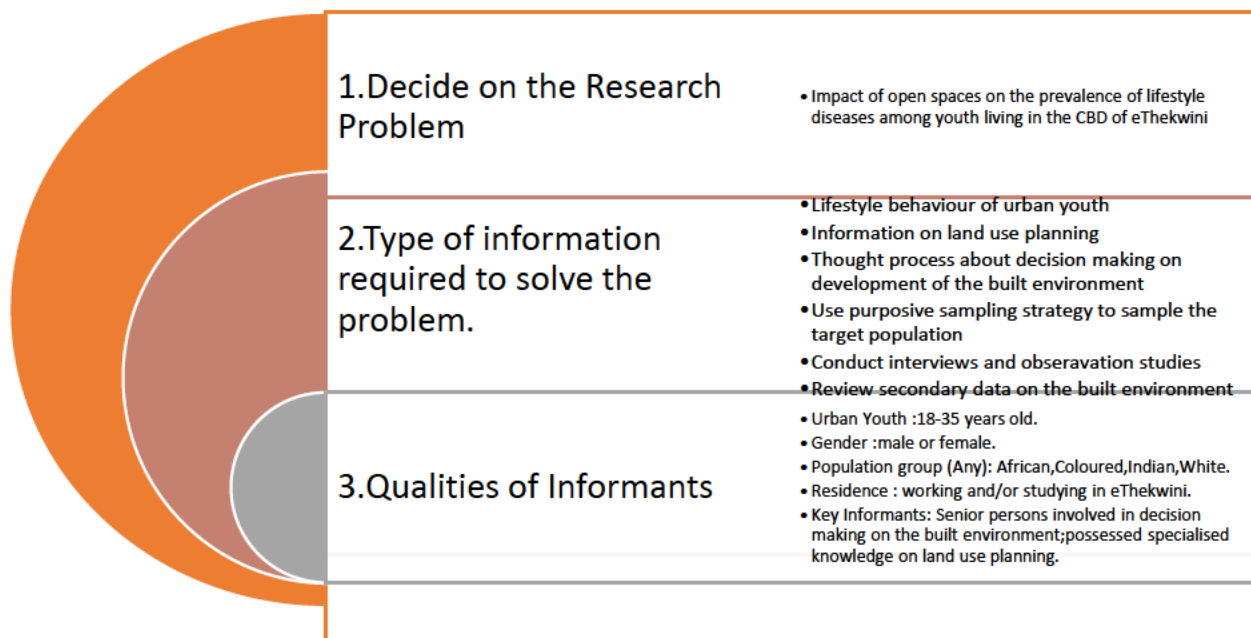 1.Decide on the Research
Problem
• Impact of open spaces on the prevalence of lifestyle
diseases among youth living in the CBD of eThekwini
2.Type of information
required to solve the
problem.
•Lifestyle behaviour of urban youth
•Information on land use planning
•Thought process about decision making on
development of the built environment
•Use purposive sampling strategy to sample the
target population
•Conduct interviews and obseravation studies
•Review secondary data on the built environment
3.Qualities of Informants
• Urban Youth :18-35 years old.
• Gender :male or female.
• Population group (Any): African,Coloured,Indian,White.
• Residence : working and/or studying in eThekwini.
• Key Informants: Senior persons involved in decision
making on the built environment;possessed specialised
knowledge on land use planning.